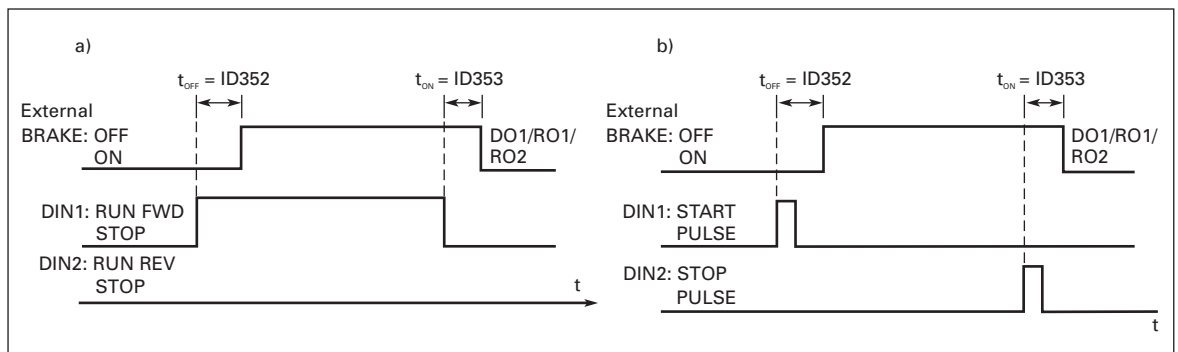 a)
t_OFF = ID352
t_ON = ID353
External
BRAKE: OFF
ON
DO1/RO1/
RO2
DIN1: RUN FWD
STOP
DIN2: RUN REV
STOP
t
b)
t_OFF = ID352
t_ON = ID353
External
BRAKE: OFF
ON
DO1/RO1/
RO2
DIN1: START
PULSE
DIN2: STOP
PULSE
t